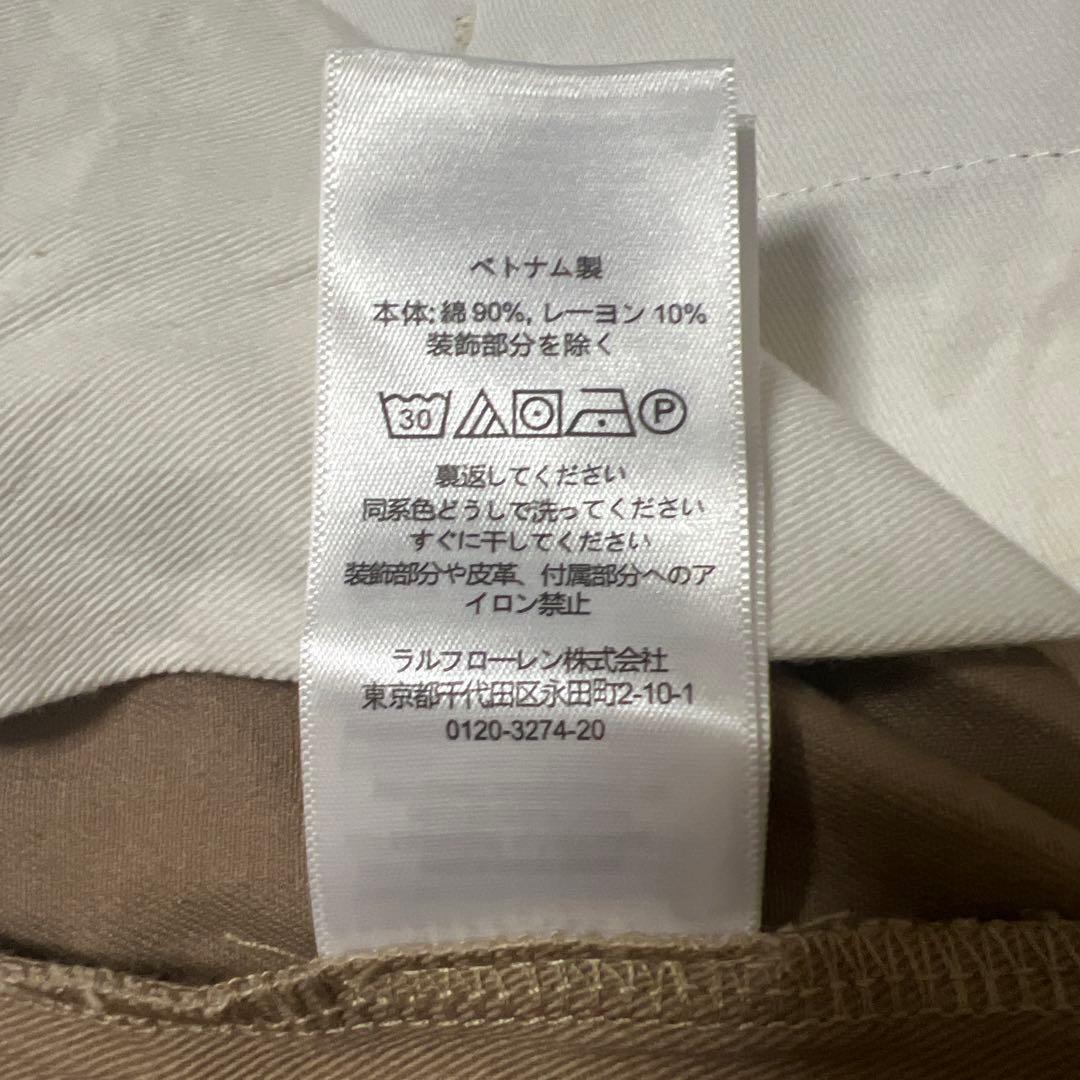 ベトナム製
本体: 綿 90%, レーヨン 10%
装飾部分を除く
30 P
裏返してください
同系色どうしで洗ってください
すぐに干してください
装飾部分や皮革、付属部分へのア
イロン禁止
ラルフローレン株式会社
東京都千代田区永田町2-10-1
0120-3274-20